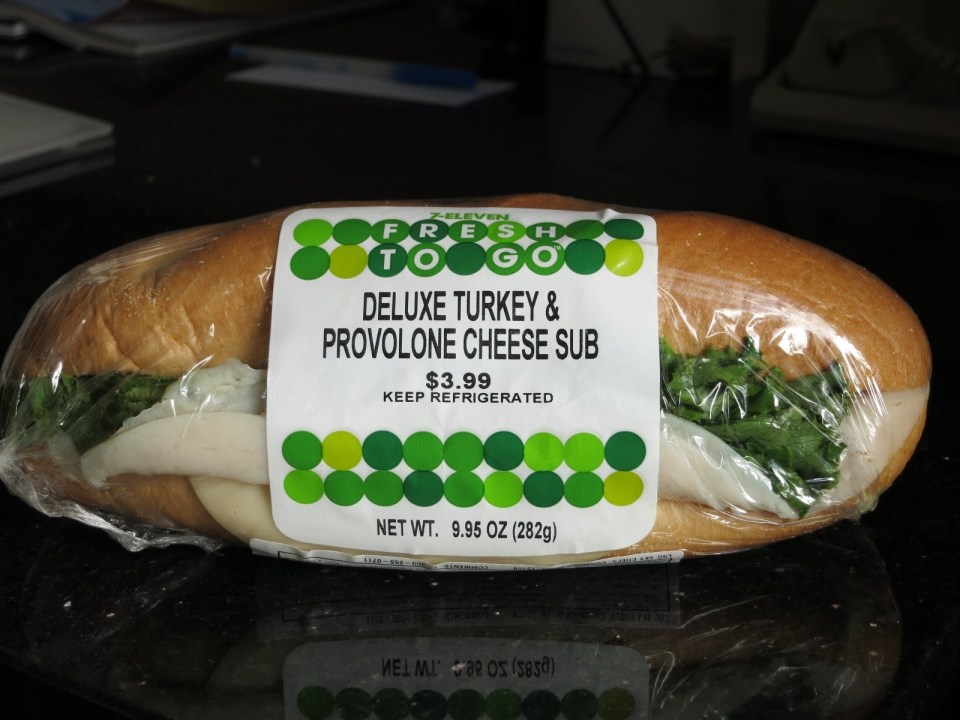 7-ELEVEN
FRESH
TO GO™
DELUXE TURKEY &
PROVOLONE CHEESE SUB
$3.99
KEEP REFRIGERATED
NET WT. 9.95 OZ (282g)